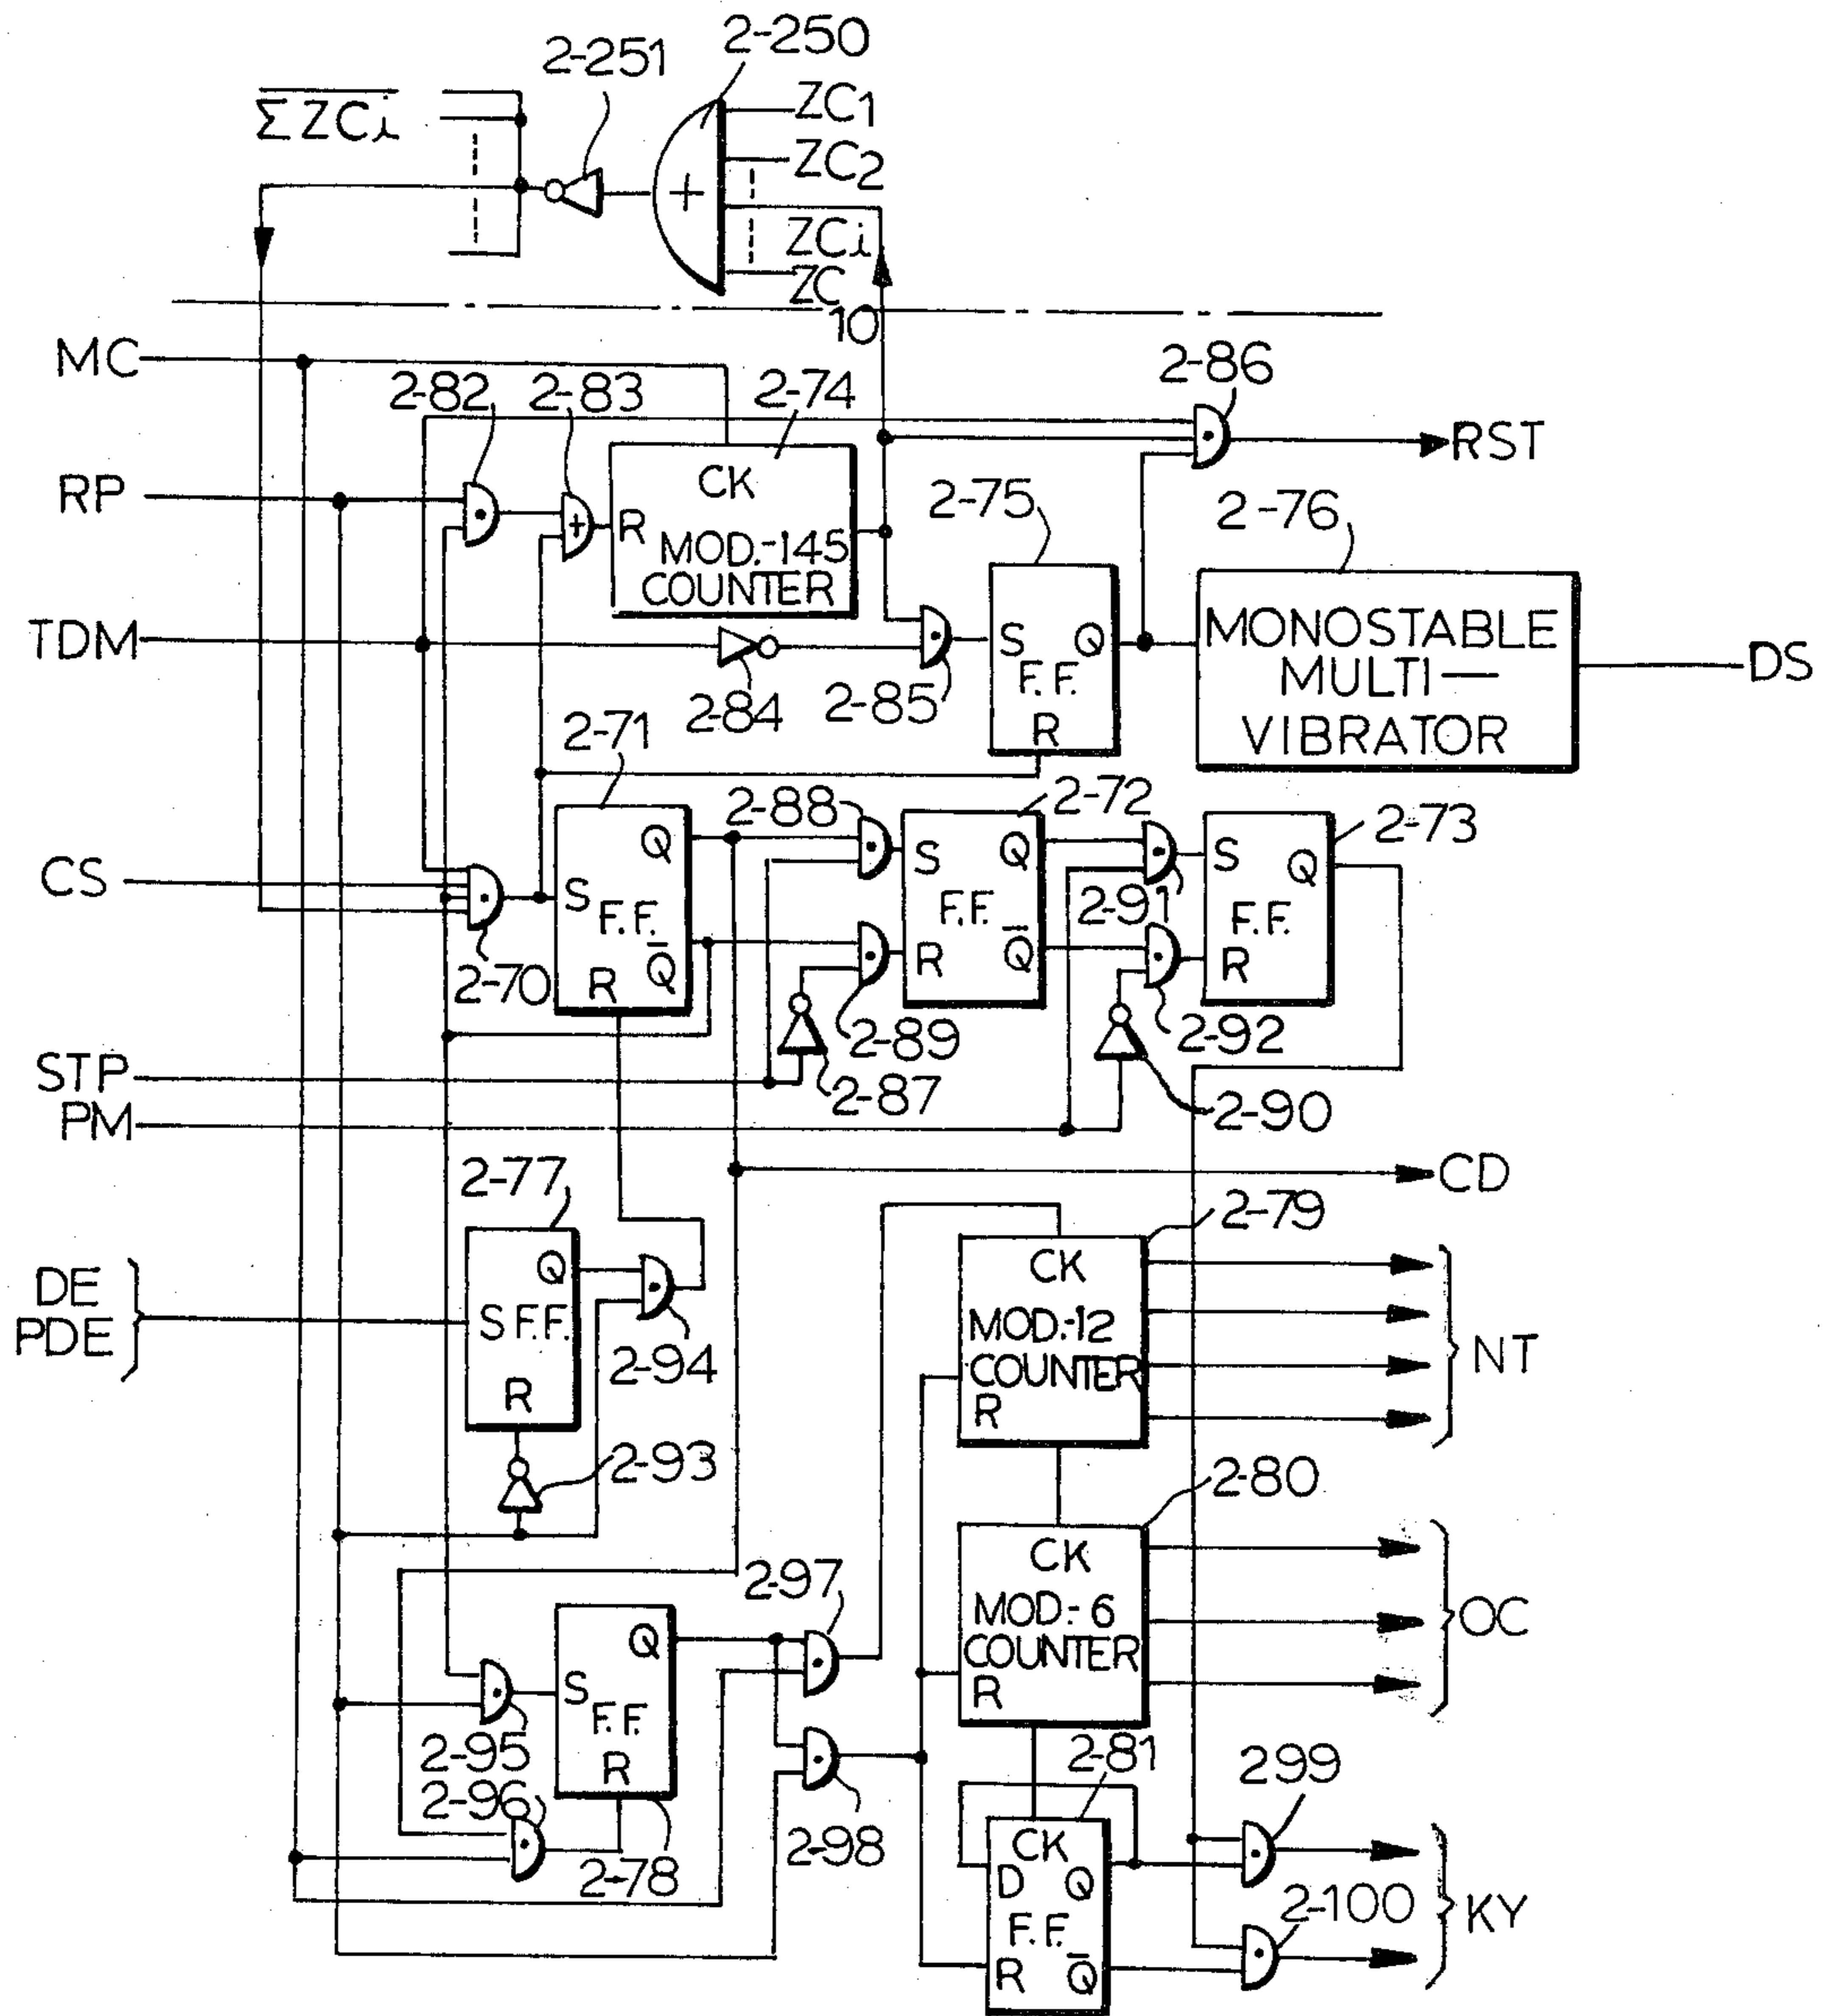 2-250
2-251
ΣZCi
ZC1
ZC2
ZCi
ZC10
MC
2-82
2-83
2-74
2-86
RST
RP
CK
R
MOD.-145
COUNTER
2-75
2-76
TDM
2-84
2-85
S Q
F.F.
R
MONOSTABLE
MULTI—
VIBRATOR
DS
2-71
2-88
2-72
2-73
CS
2-70
Q
S F.F.
R Q̅
S Q
F.F.
R Q̅
2-91
S Q
F.F.
R
2-89
2-92
STP
2-87
PM
2-90
CD
2-77
2-79
DE
PDE
Q
S F.F.
R
2-94
CK
MOD.-12
COUNTER
R
NT
2-93
2-80
2-97
CK
MOD.-6
COUNTER
R
OC
Q
S
F.F.
R
2-95
2-96
2-78
2-98
2-81
299
CK
D Q
F.F.
R Q̅
2-100
KY